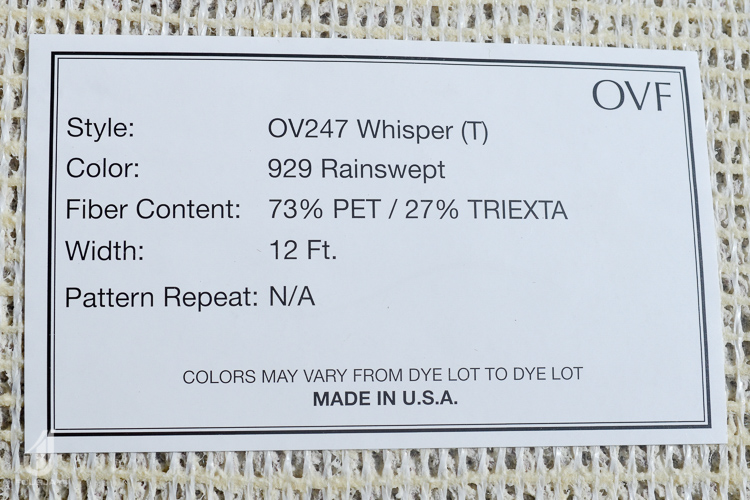 OVF
Style: OV247 Whisper (T)
Color: 929 Rainswept
Fiber Content: 73% PET / 27% TRIEXTA
Width: 12 Ft.
Pattern Repeat: N/A
COLORS MAY VARY FROM DYE LOT TO DYE LOT
MADE IN U.S.A.